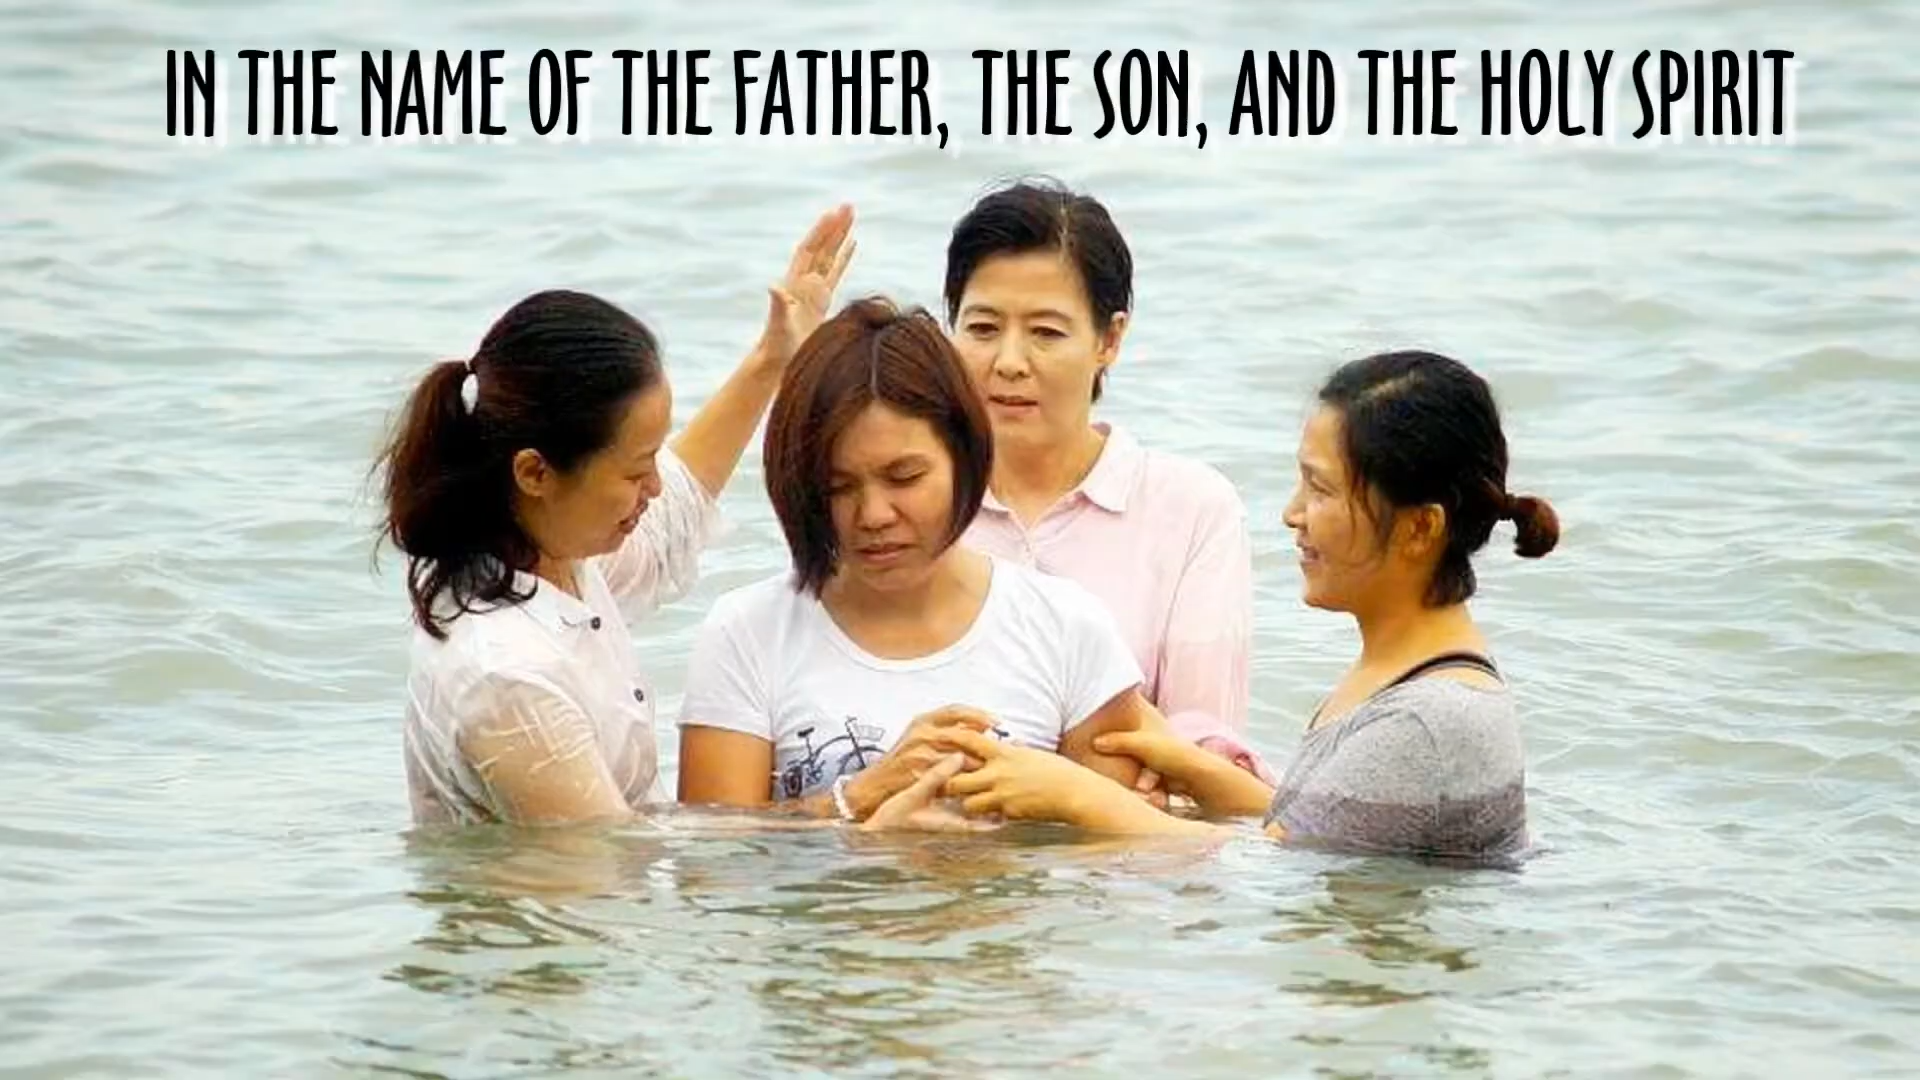 IN THE NAME OF THE FATHER, THE SON, AND THE HOLY SPIRIT